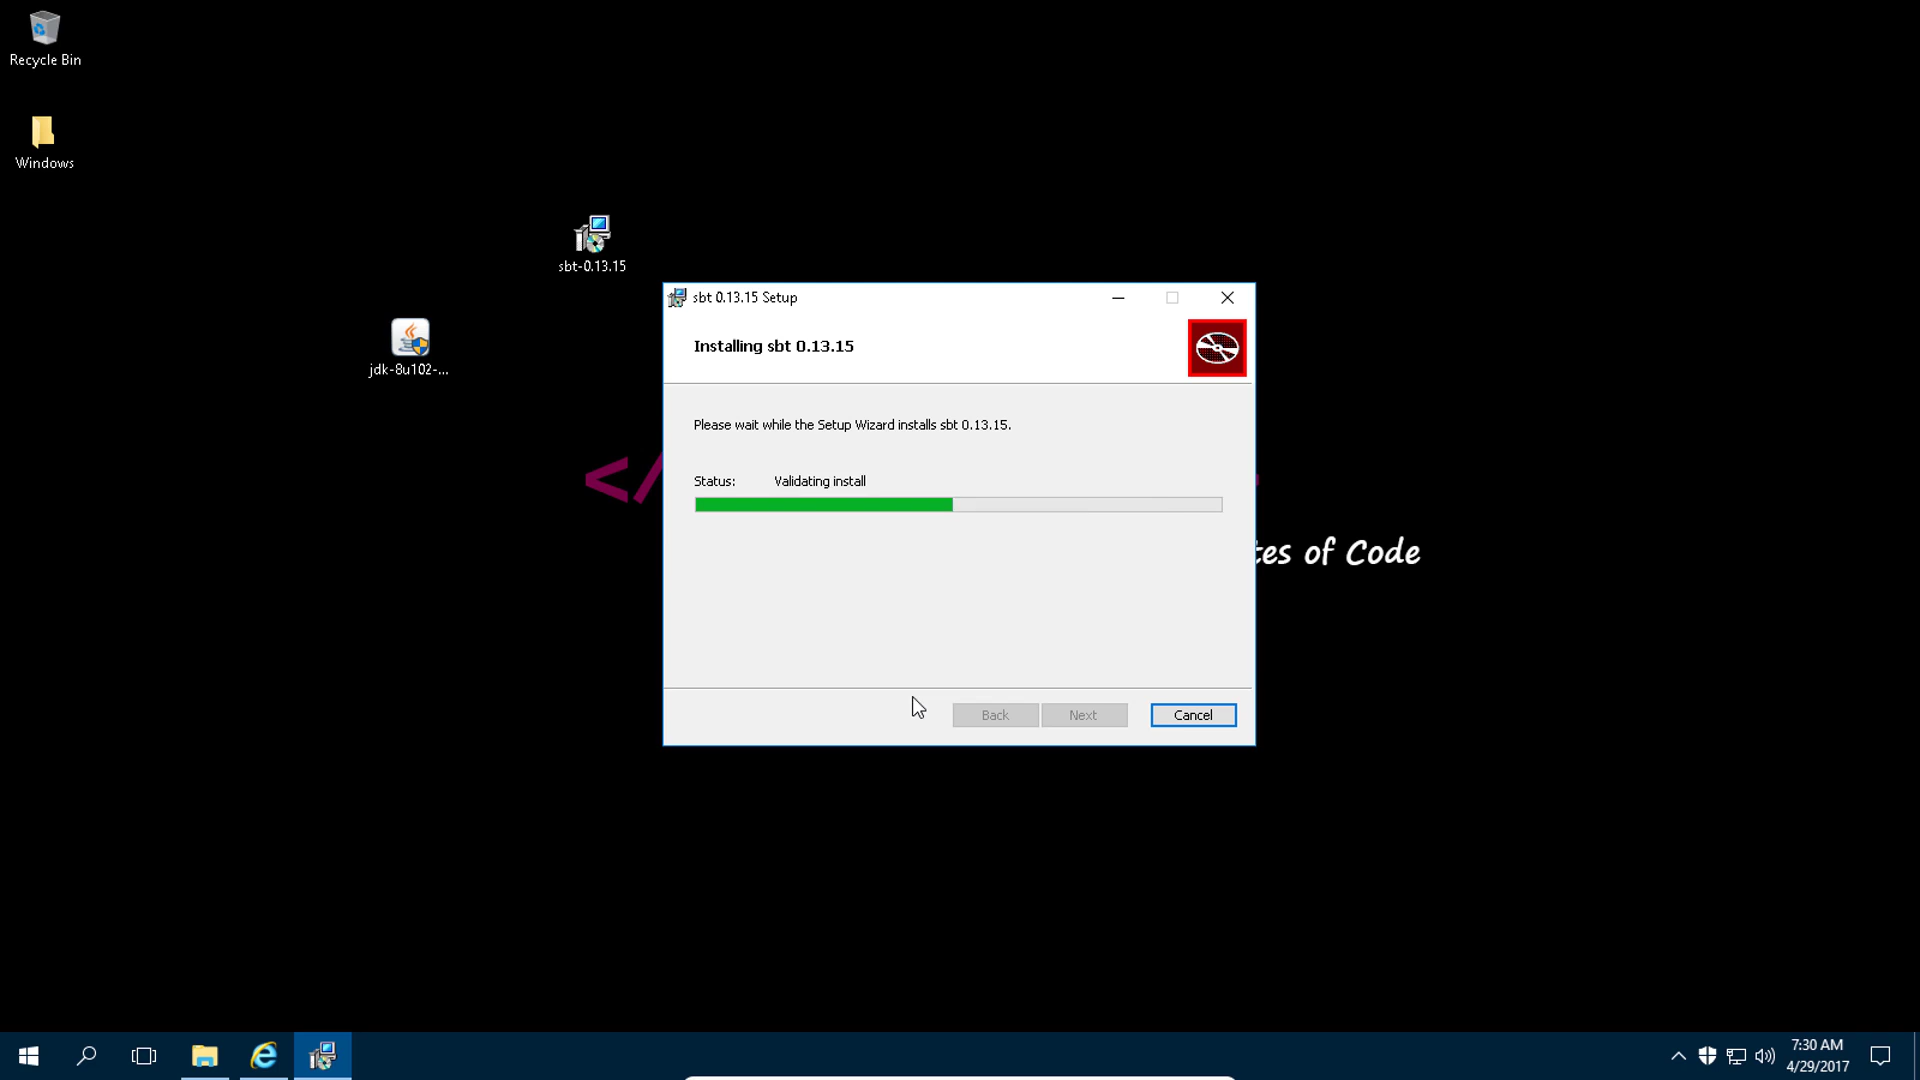 Recycle Bin
Windows
sbt-0.13.15
jdk-8u102-...
sbt 0.13.15 Setup
Installing sbt 0.13.15
Please wait while the Setup Wizard installs sbt 0.13.15.
Status: Validating install
</
tes of Code
Back Next Cancel
7:30 AM
4/29/2017